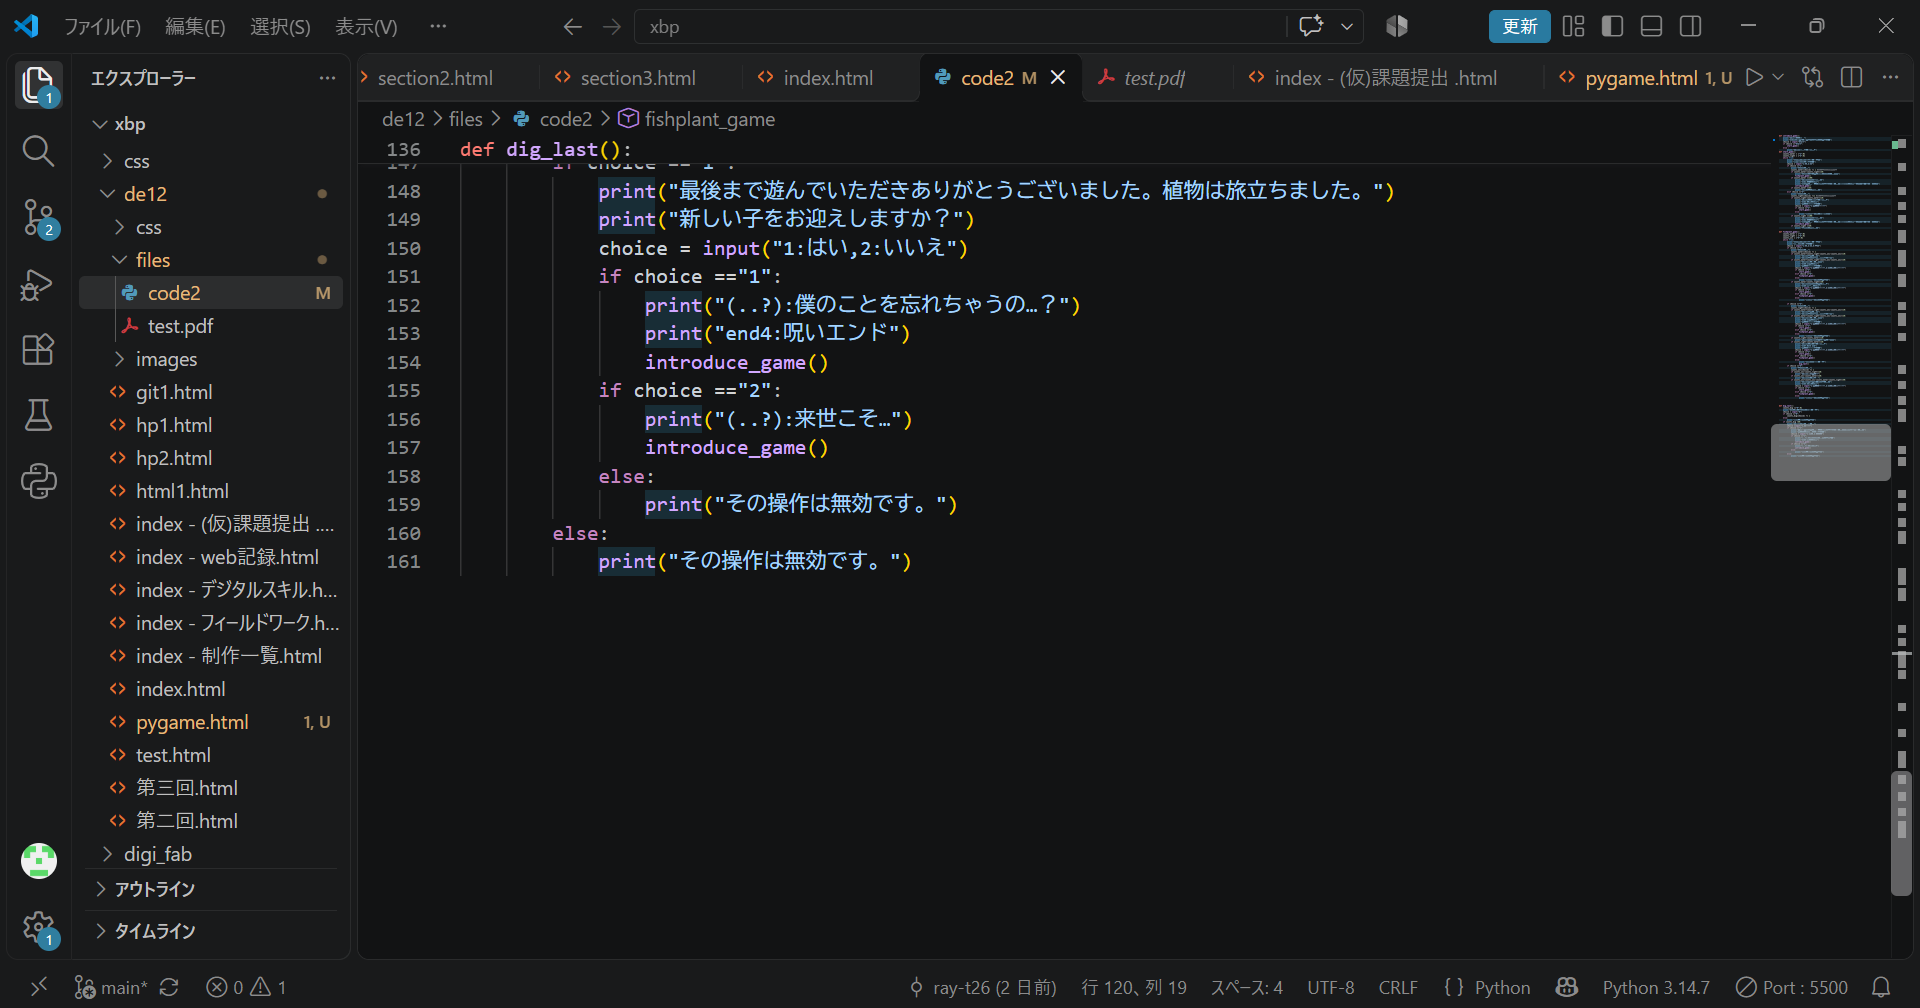 ファイル(F) 編集(E) 選択(S) 表示(V) ··· xbp 更新
エクスプローラー ···
section2.html section3.html index.html code2 M test.pdf index - (仮)課題提出 .html pygame.html 1, U ···
de12 > files > code2 > fishplant_game
xbp
css
de12
css
files
code2 M
test.pdf
images
git1.html
hp1.html
hp2.html
html1.html
index - (仮)課題提出 ....
index - web記録.html
index - デジタルスキル.h...
index - フィールドワーク.h...
index - 制作一覧.html
index.html
pygame.html 1, U
test.html
第三回.html
第二回.html
digi_fab
アウトライン
タイムライン
1
2
1
136 def dig_last():
148 print("最後まで遊んでいただきありがとうございました。植物は旅立ちました。")
149 print("新しい子をお迎えしますか？")
150 choice = input("1:はい,2:いいえ")
151 if choice =="1":
152 print("(..?):僕のことを忘れちゃうの…？")
153 print("end4:呪いエンド")
154 introduce_game()
155 if choice =="2":
156 print("(..?):来世こそ…")
157 introduce_game()
158 else:
159 print("その操作は無効です。")
160 else:
161 print("その操作は無効です。")
main* 0 1 ray-t26 (2 日前) 行 120、列 19 スペース: 4 UTF-8 CRLF { } Python Python 3.14.7 Port : 5500